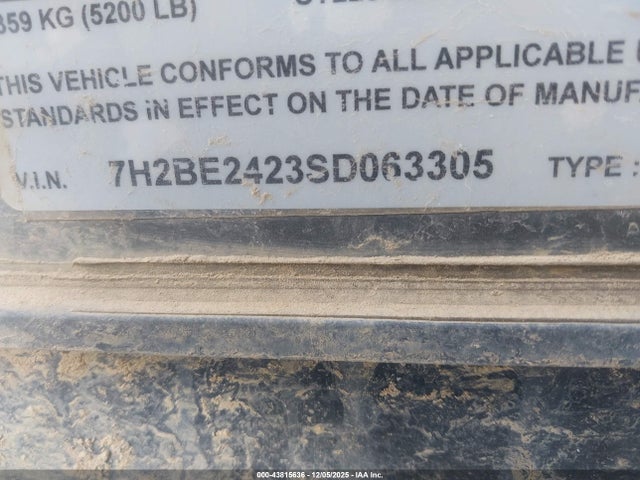 359 KG (5200 LB)
THIS VEHICLE CONFORMS TO ALL APPLICABLE
STANDARDS IN EFFECT ON THE DATE OF MANUF
V.I.N. 7H2BE2423SD063305 TYPE :
000-43815636 - 12/05/2025 - IAA Inc.